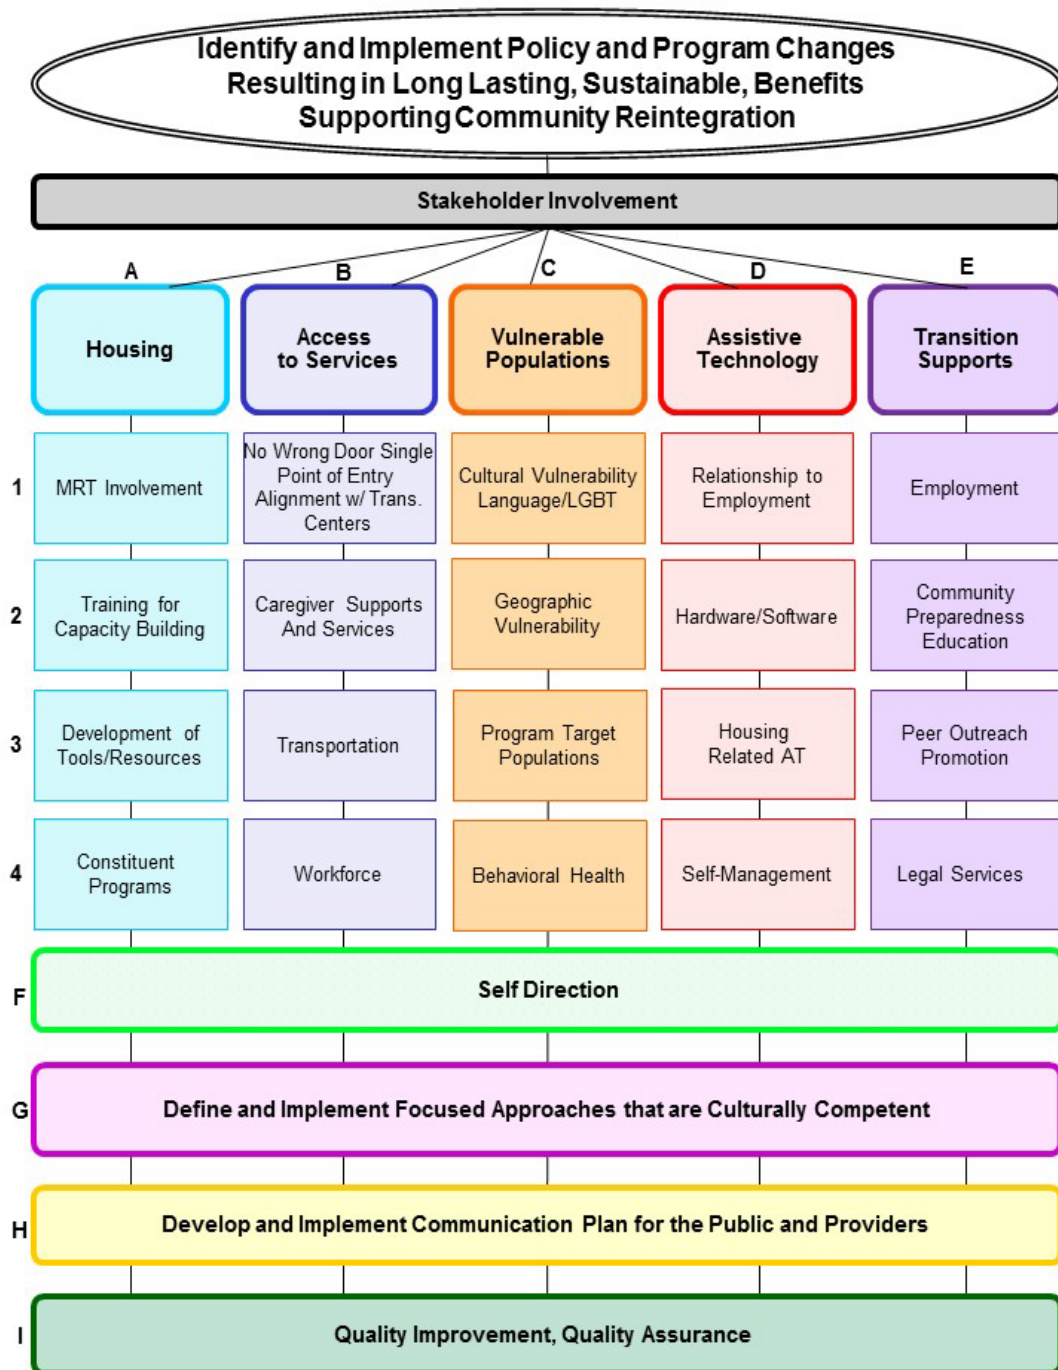 Identify and Implement Policy and Program Changes
Resulting in Long Lasting, Sustainable, Benefits
Supporting Community Reintegration
Stakeholder Involvement
A
B
C
D
E
Housing
Access
to Services
Vulnerable
Populations
Assistive
Technology
Transition
Supports
1
MRT Involvement
No Wrong Door Single
Point of Entry
Alignment w/ Trans.
Centers
Cultural Vulnerability
Language/LGBT
Relationship to
Employment
Employment
2
Training for
Capacity Building
Caregiver Supports
And Services
Geographic
Vulnerability
Hardware/Software
Community
Preparedness
Education
3
Development of
Tools/Resources
Transportation
Program Target
Populations
Housing
Related AT
Peer Outreach
Promotion
4
Constituent
Programs
Workforce
Behavioral Health
Self-Management
Legal Services
F
Self Direction
G
Define and Implement Focused Approaches that are Culturally Competent
H
Develop and Implement Communication Plan for the Public and Providers
I
Quality Improvement, Quality Assurance